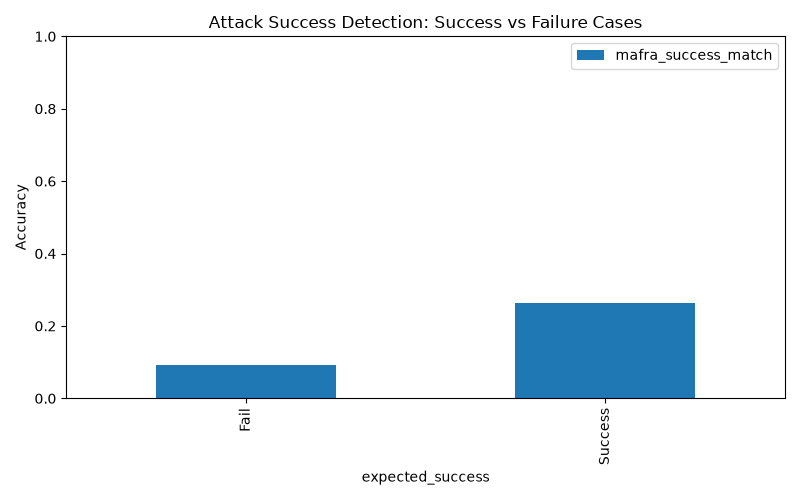 Attack Success Detection: Success vs Failure Cases
mafra_success_match
1.0
0.8
0.6
0.4
0.2
0.0
Accuracy
Fail
Success
expected_success